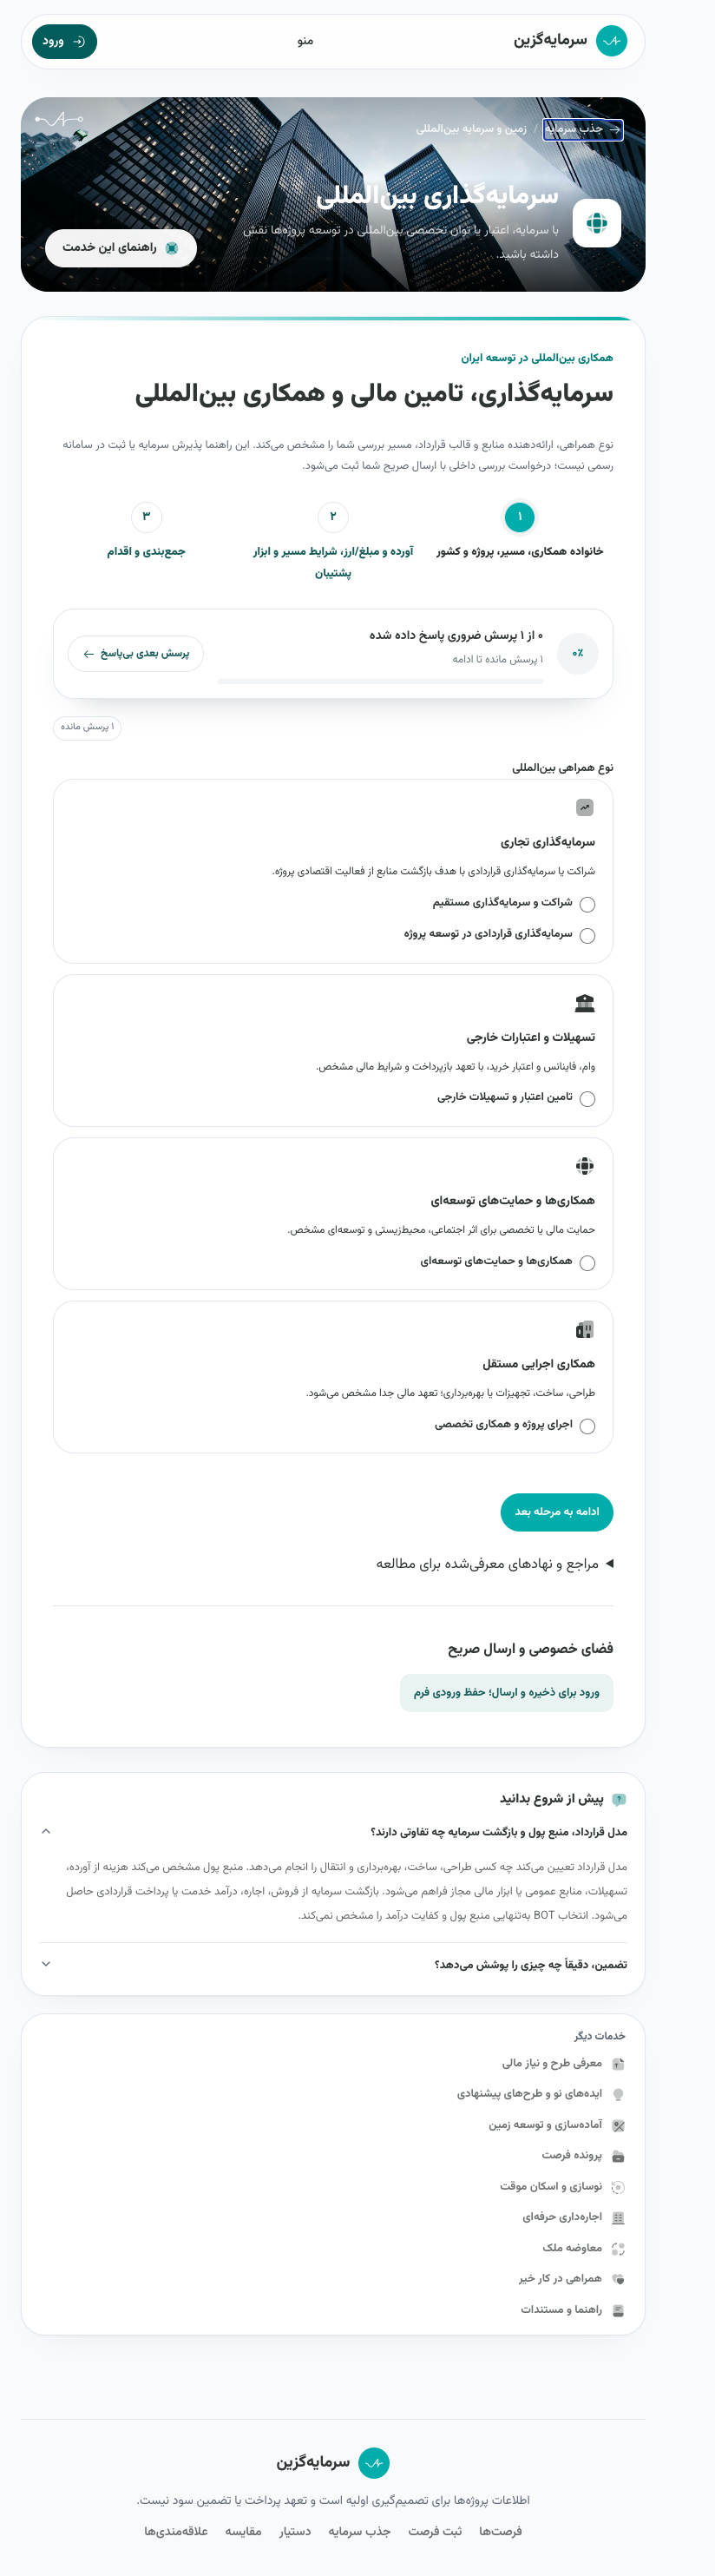 سرمایه‌گزین
منو
ورود
جذب سرمایه / زمین و سرمایه بین‌المللی
سرمایه‌گذاری بین‌المللی
با سرمایه، اعتبار یا توان تخصصی بین‌المللی در توسعه پروژه‌ها نقش
داشته باشید.
راهنمای این خدمت
همکاری بین‌المللی در توسعه ایران
سرمایه‌گذاری، تامین مالی و همکاری بین‌المللی
نوع همراهی، ارائه‌دهنده منابع و قالب قرارداد، مسیر بررسی شما را مشخص می‌کند. این راهنما پذیرش سرمایه یا ثبت در سامانه
رسمی نیست؛ درخواست بررسی داخلی با ارسال صریح شما ثبت می‌شود.
۱
خانواده همکاری، مسیر، پروژه و کشور
۲
آورده و مبلغ/ارز، شرایط مسیر و ابزار
پشتیبان
۳
جمع‌بندی و اقدام
۰٪
۰ از ۱ پرسش ضروری پاسخ داده شده
۱ پرسش مانده تا ادامه
پرسش بعدی بی‌پاسخ
۱ پرسش مانده
نوع همراهی بین‌المللی
سرمایه‌گذاری تجاری
شراکت یا سرمایه‌گذاری قراردادی با هدف بازگشت منابع از فعالیت اقتصادی پروژه.
شراکت و سرمایه‌گذاری مستقیم
سرمایه‌گذاری قراردادی در توسعه پروژه
تسهیلات و اعتبارات خارجی
وام، فاینانس و اعتبار خرید، با تعهد بازپرداخت و شرایط مالی مشخص.
تامین اعتبار و تسهیلات خارجی
همکاری‌ها و حمایت‌های توسعه‌ای
حمایت مالی یا تخصصی برای اثر اجتماعی، محیط‌زیستی و توسعه‌ای مشخص.
همکاری‌ها و حمایت‌های توسعه‌ای
همکاری اجرایی مستقل
طراحی، ساخت، تجهیزات یا بهره‌برداری؛ تعهد مالی جدا مشخص می‌شود.
اجرای پروژه و همکاری تخصصی
ادامه به مرحله بعد
مراجع و نهادهای معرفی‌شده برای مطالعه
فضای خصوصی و ارسال صریح
ورود برای ذخیره و ارسال؛ حفظ ورودی فرم
پیش از شروع بدانید
مدل قرارداد، منبع پول و بازگشت سرمایه چه تفاوتی دارند؟
مدل قرارداد تعیین می‌کند چه کسی طراحی، ساخت، بهره‌برداری و انتقال را انجام می‌دهد. منبع پول مشخص می‌کند هزینه از آورده،
تسهیلات، منابع عمومی یا ابزار مالی مجاز فراهم می‌شود. بازگشت سرمایه از فروش، اجاره، درآمد خدمت یا پرداخت قراردادی حاصل
می‌شود. انتخاب BOT به‌تنهایی منبع پول و کفایت درآمد را مشخص نمی‌کند.
تضمین، دقیقاً چه چیزی را پوشش می‌دهد؟
خدمات دیگر
معرفی طرح و نیاز مالی
ایده‌های نو و طرح‌های پیشنهادی
آماده‌سازی و توسعه زمین
پرونده فرصت
نوسازی و اسکان موقت
اجاره‌داری حرفه‌ای
معاوضه ملک
همراهی در کار خیر
راهنما و مستندات
سرمایه‌گزین
اطلاعات پروژه‌ها برای تصمیم‌گیری اولیه است و تعهد پرداخت یا تضمین سود نیست.
فرصت‌ها
ثبت فرصت
جذب سرمایه
دستیار
مقایسه
علاقه‌مندی‌ها